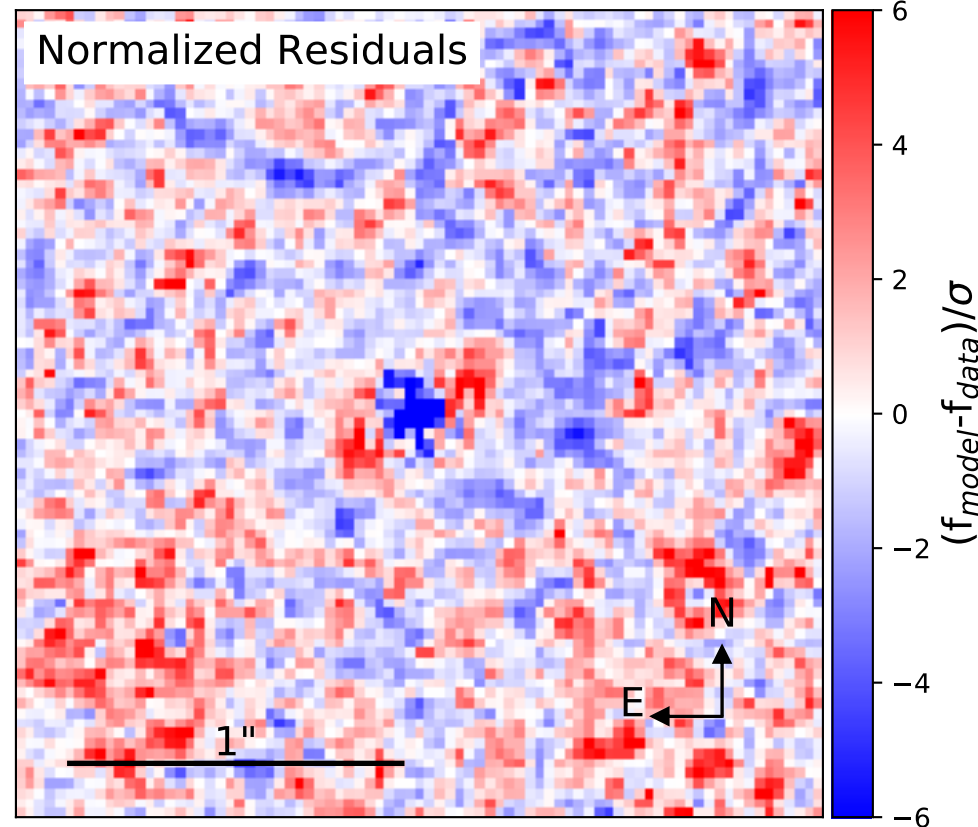 Normalized Residuals
6
4
2
0
−2
−4
−6
(f_model-f_data)/σ
N
E
1"